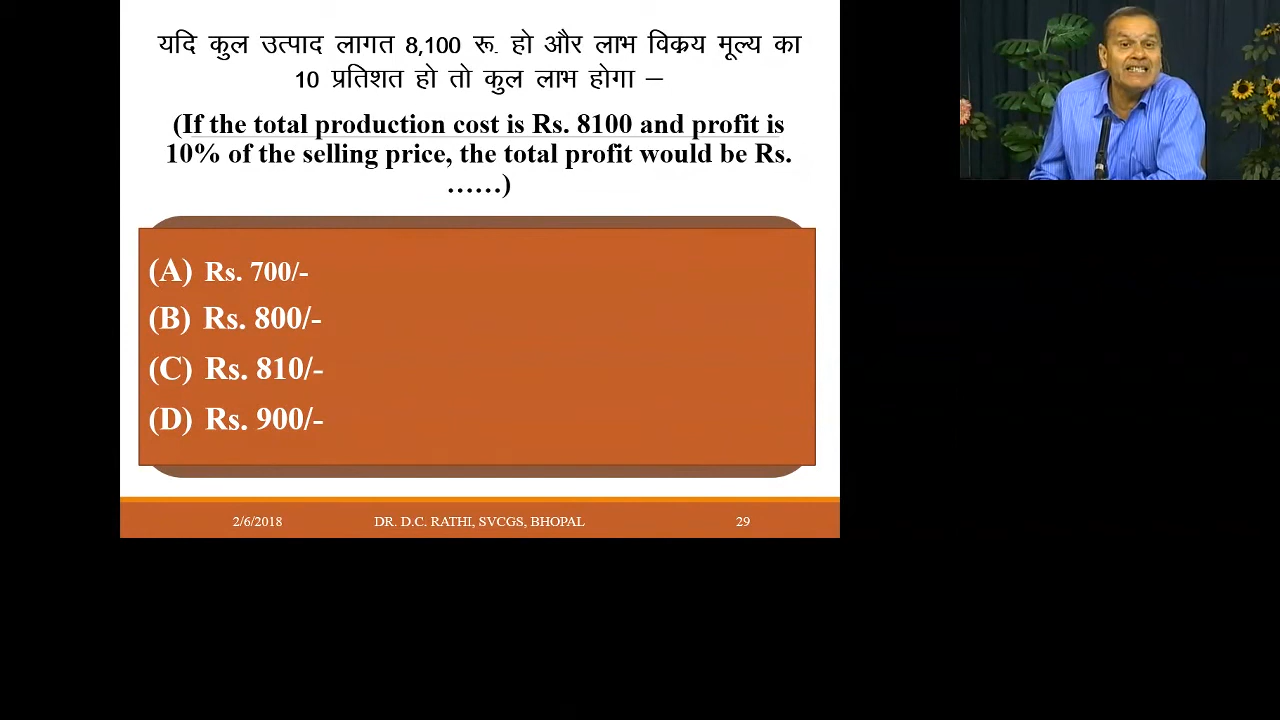 यदि कुल उत्पाद लागत 8,100 रू. हो और लाभ विक्रय मूल्य का
10 प्रतिशत हो तो कुल लाभ होगा –
(If the total production cost is Rs. 8100 and profit is
10% of the selling price, the total profit would be Rs.
……)
(A) Rs. 700/-
(B) Rs. 800/-
(C) Rs. 810/-
(D) Rs. 900/-
2/6/2018 DR. D.C. RATHI, SVCGS, BHOPAL 29